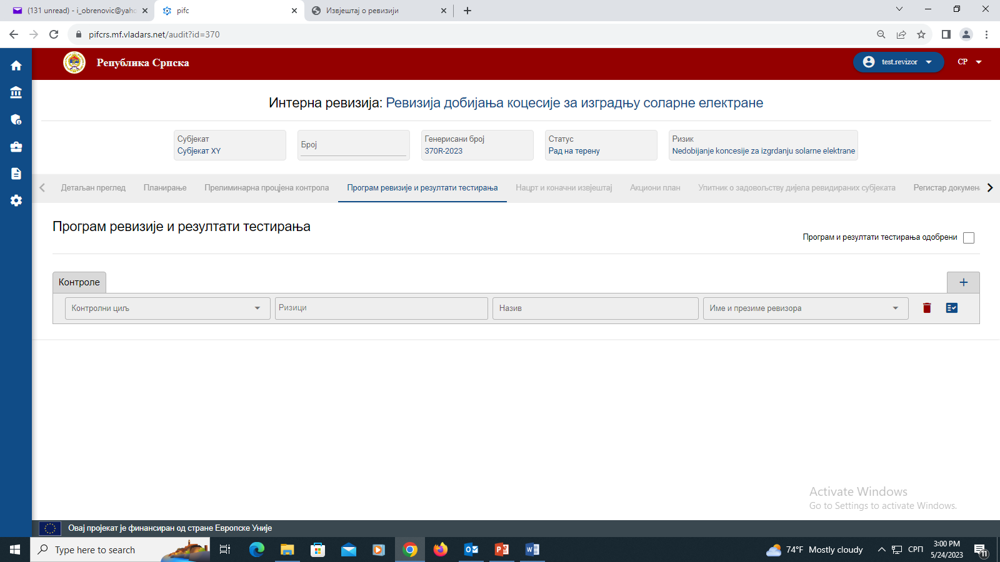 (131 unread) - i_obrenovic@yaho
pifc
Извјештај о ревизији
pifcrs.mf.vladars.net/audit?id=370
Република Српска
test.revizor
СР
Интерна ревизија: Ревизија добијања коцесије за изградњу соларне електране
Субјекат
Субјекат XY
Број
Генерисани број
370R-2023
Статус
Рад на терену
Ризик
Nedobijanje koncesije za izgrdanju solarne elektrane
Детаљан преглед
Планирање
Прелиминарна процјена контрола
Програм ревизије и резултати тестирања
Нацрт и коначни извјештај
Акциони план
Упитник о задовољству дијела ревидираних субјеката
Регистар докумен
Програм ревизије и резултати тестирања
Програм и резултати тестирања одобрени
Контроле
+
Контролни циљ
Ризици
Назив
Име и презиме ревизора
Activate Windows
Go to Settings to activate Windows.
Овај пројекат је финансиран од стране Европске Уније
Type here to search
74°F Mostly cloudy
СРП
3:00 PM
5/24/2023
11